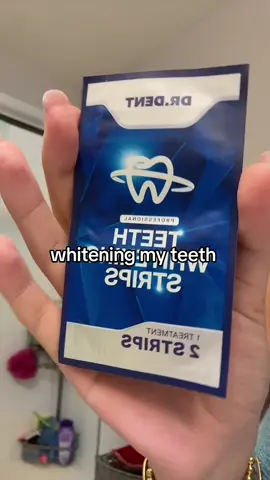 DR.DENT
PROFESSIONAL
TEETH
whitening my teeth
STRIPS
1 TREATMENT
2 STRIPS